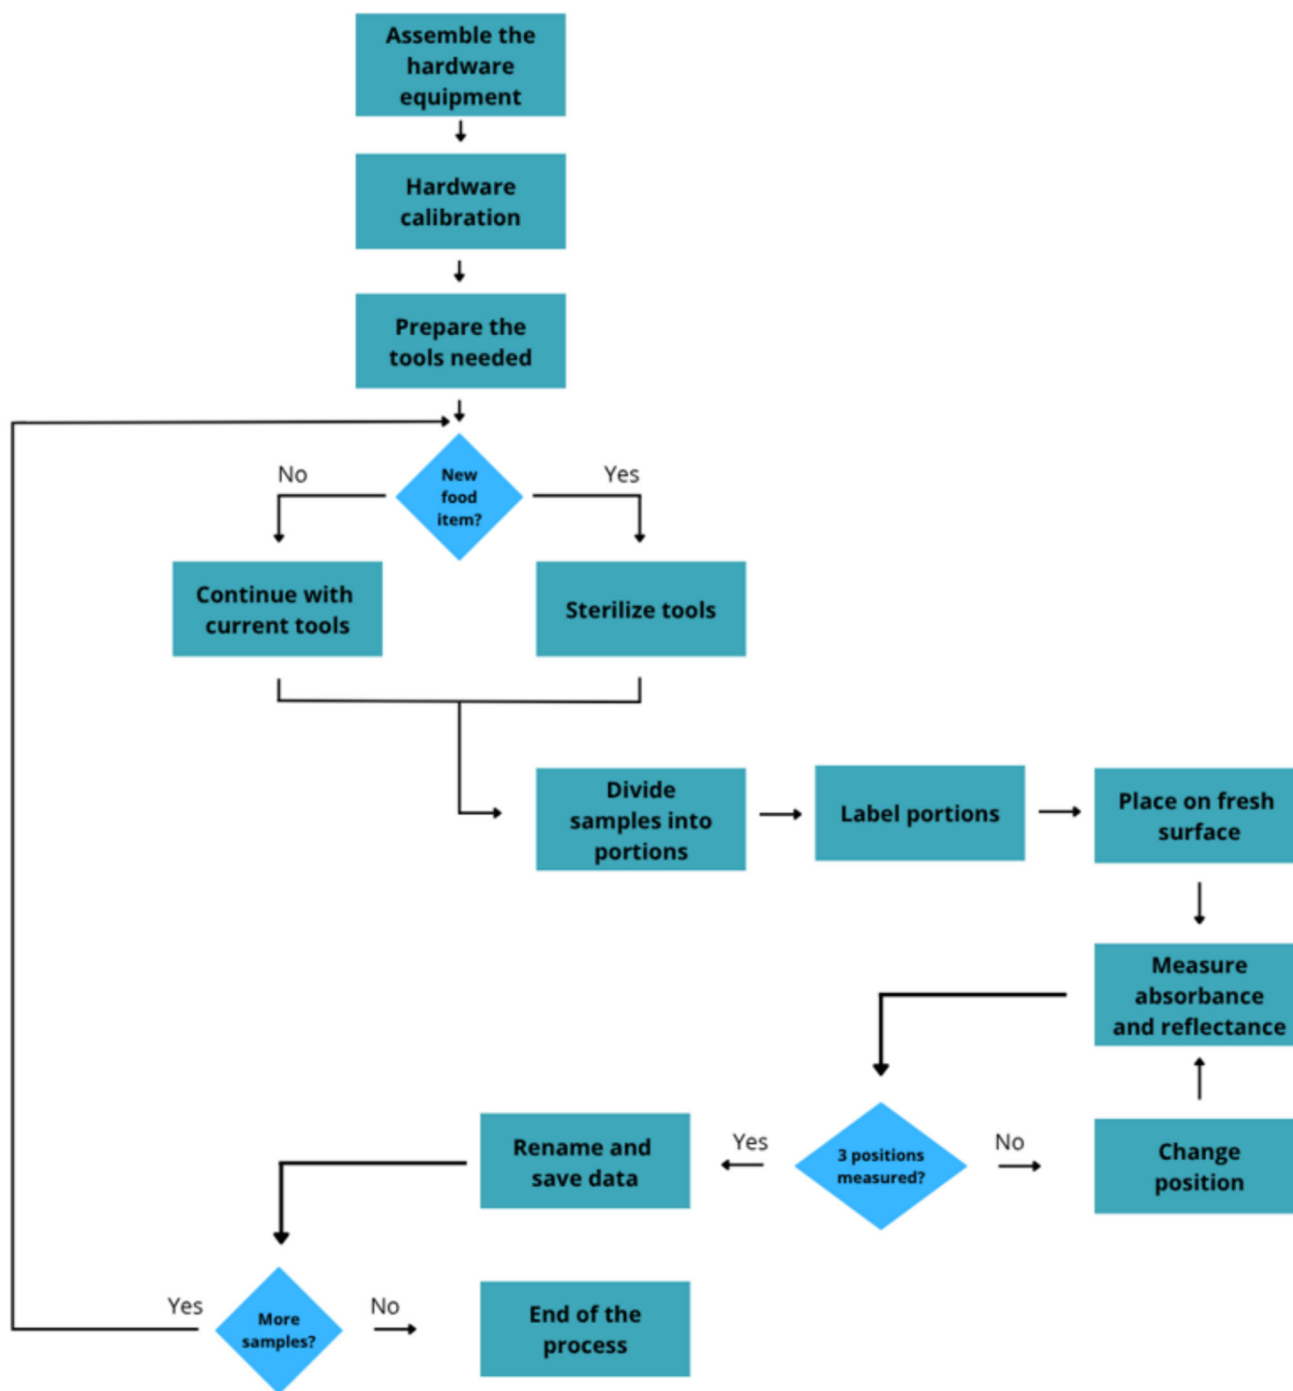 Assemble the
hardware
equipment
Hardware
calibration
Prepare the
tools needed
New
food
item?
No
Yes
Continue with
current tools
Sterilize tools
Divide
samples into
portions
Label portions
Place on fresh
surface
Measure
absorbance
and reflectance
3 positions
measured?
No
Change
position
Yes
Rename and
save data
More
samples?
Yes
No
End of the
process